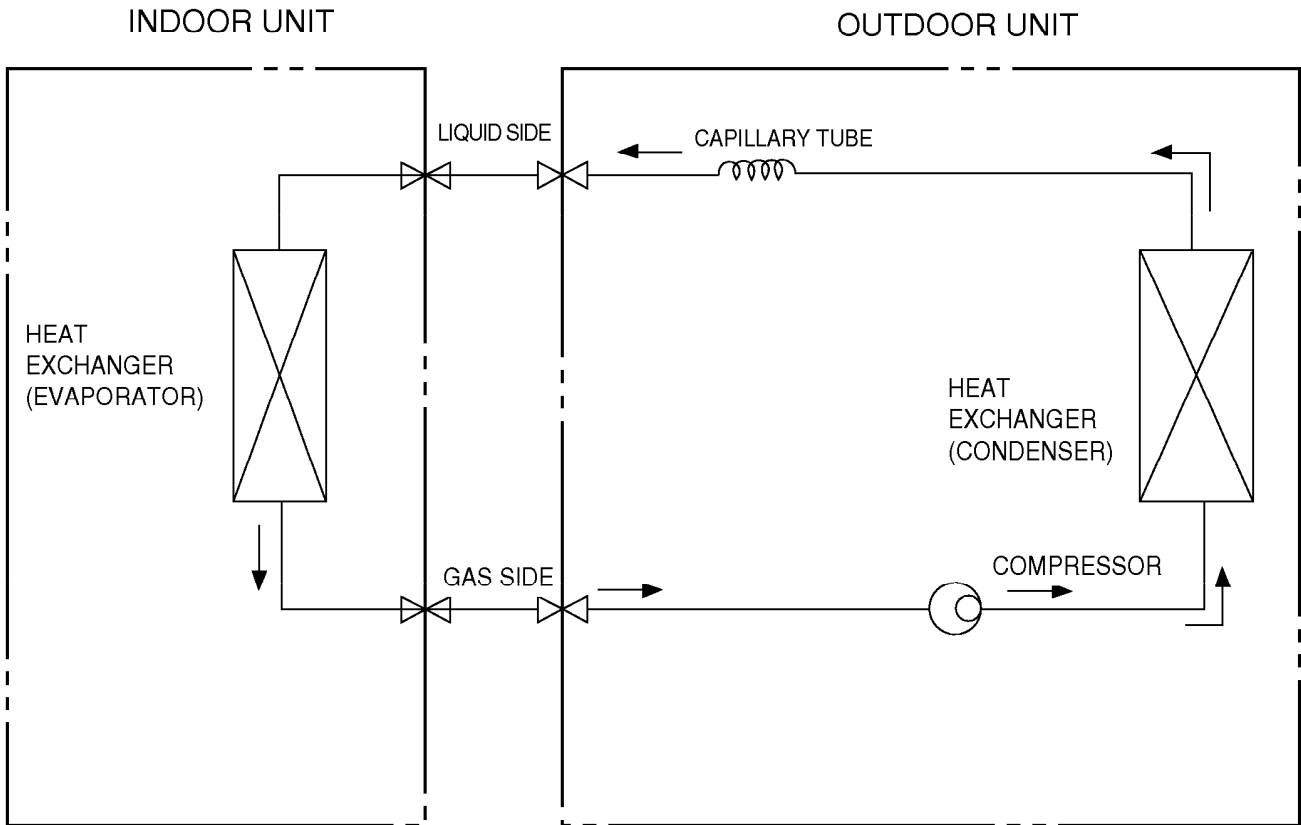 INDOOR UNIT
OUTDOOR UNIT
LIQUID SIDE
CAPILLARY TUBE
HEAT
EXCHANGER
(EVAPORATOR)
HEAT
EXCHANGER
(CONDENSER)
GAS SIDE
COMPRESSOR